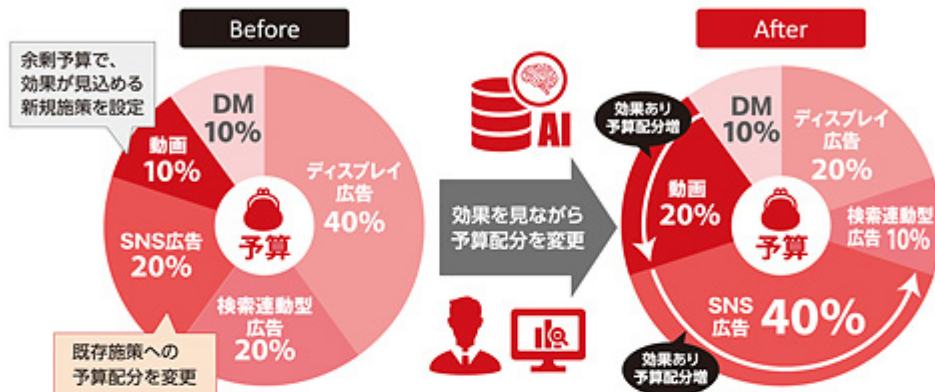 Before
余剰予算で、
効果が見込める
新規施策を設定
DM
10%
動画
10%
ディスプレイ
広告
40%
予算
SNS広告
20%
検索連動型
広告
20%
既存施策への
予算配分を変更
AI
効果を見ながら
予算配分を変更
After
効果あり
予算配分増
DM
10%
ディスプレイ
広告
20%
動画
20%
予算
検索連動型
広告 10%
SNS
広告 40%
効果あり
予算配分増